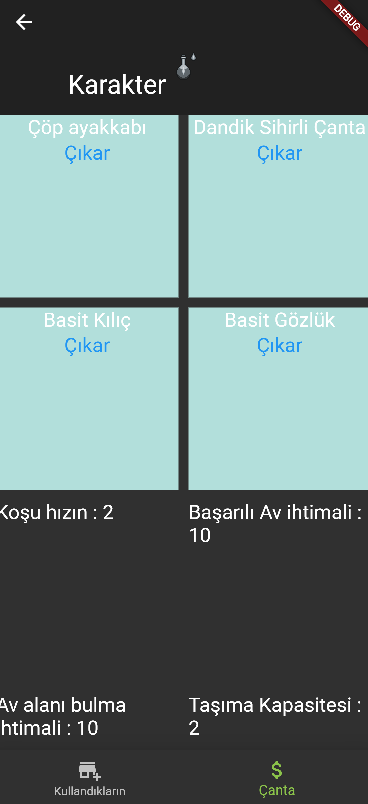 DEBUG
Karakter
Çöp ayakkabı
Çıkar
Dandik Sihirli Çanta
Çıkar
Basit Kılıç
Çıkar
Basit Gözlük
Çıkar
Koşu hızın : 2
Başarılı Av ihtimali :
10
Av alanı bulma
ihtimali : 10
Taşıma Kapasitesi :
2
Kullandıkların
Çanta